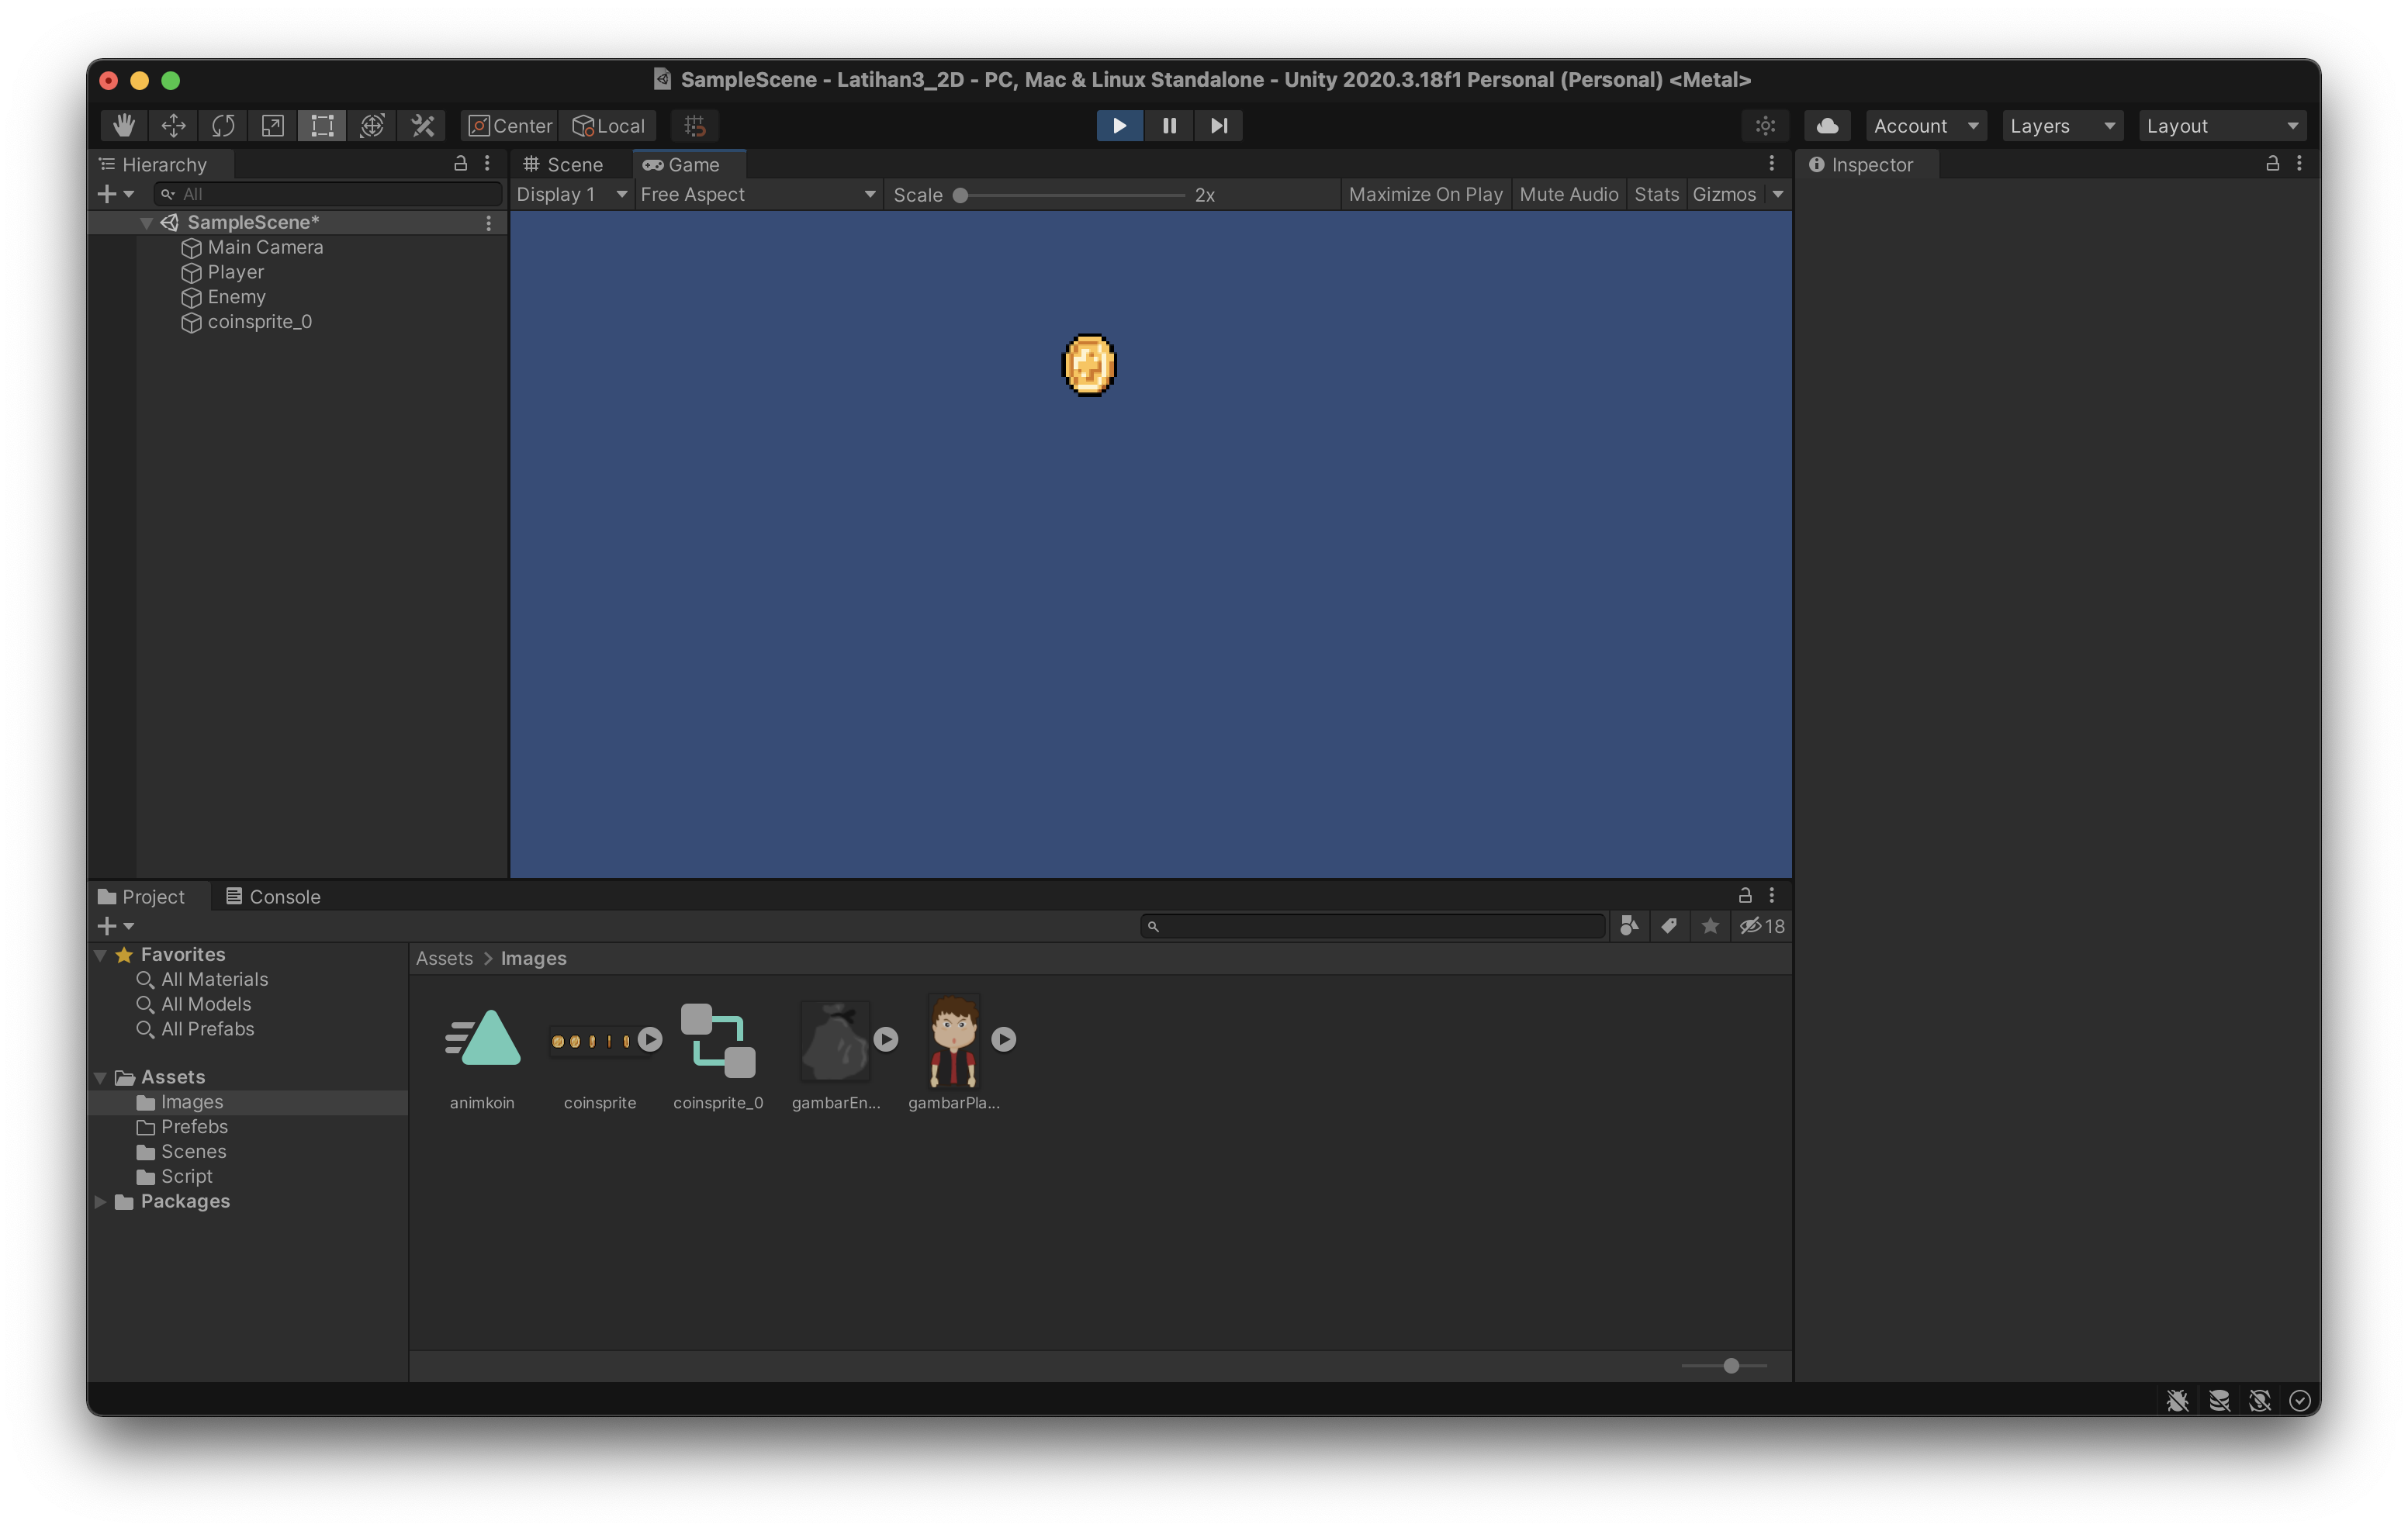 SampleScene - Latihan3_2D - PC, Mac & Linux Standalone - Unity 2020.3.18f1 Personal (Personal) <Metal>
Center Local Account Layers Layout
Hierarchy
All
SampleScene*
Main Camera
Player
Enemy
coinsprite_0
Scene Game
Display 1 Free Aspect Scale 2x Maximize On Play Mute Audio Stats Gizmos
Inspector
Project Console
18
Favorites
All Materials
All Models
All Prefabs
Assets
Images
Prefebs
Scenes
Script
Packages
Assets > Images
animkoin coinsprite coinsprite_0 gambarEn... gambarPla...